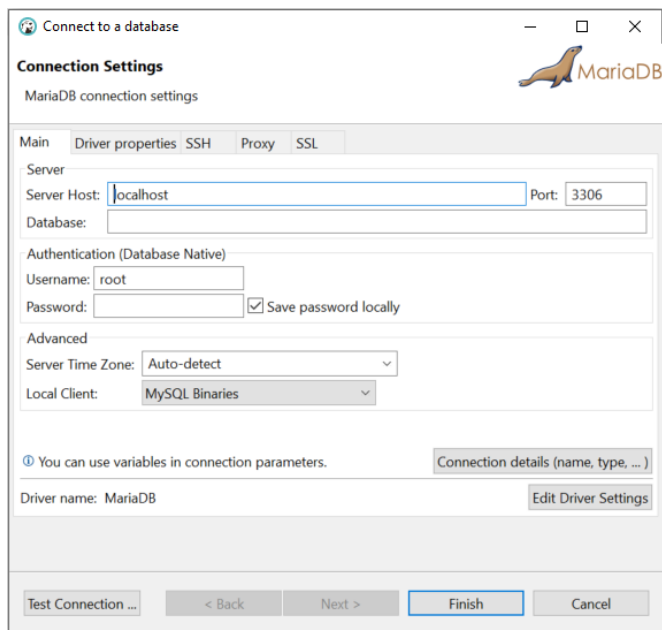 Connect to a database
Connection Settings
MariaDB connection settings
MariaDB
Main Driver properties SSH Proxy SSL
Server
Server Host: localhost Port: 3306
Database:
Authentication (Database Native)
Username: root
Password: Save password locally
Advanced
Server Time Zone: Auto-detect
Local Client: MySQL Binaries
You can use variables in connection parameters. Connection details (name, type, ... )
Driver name: MariaDB Edit Driver Settings
Test Connection ... < Back Next > Finish Cancel